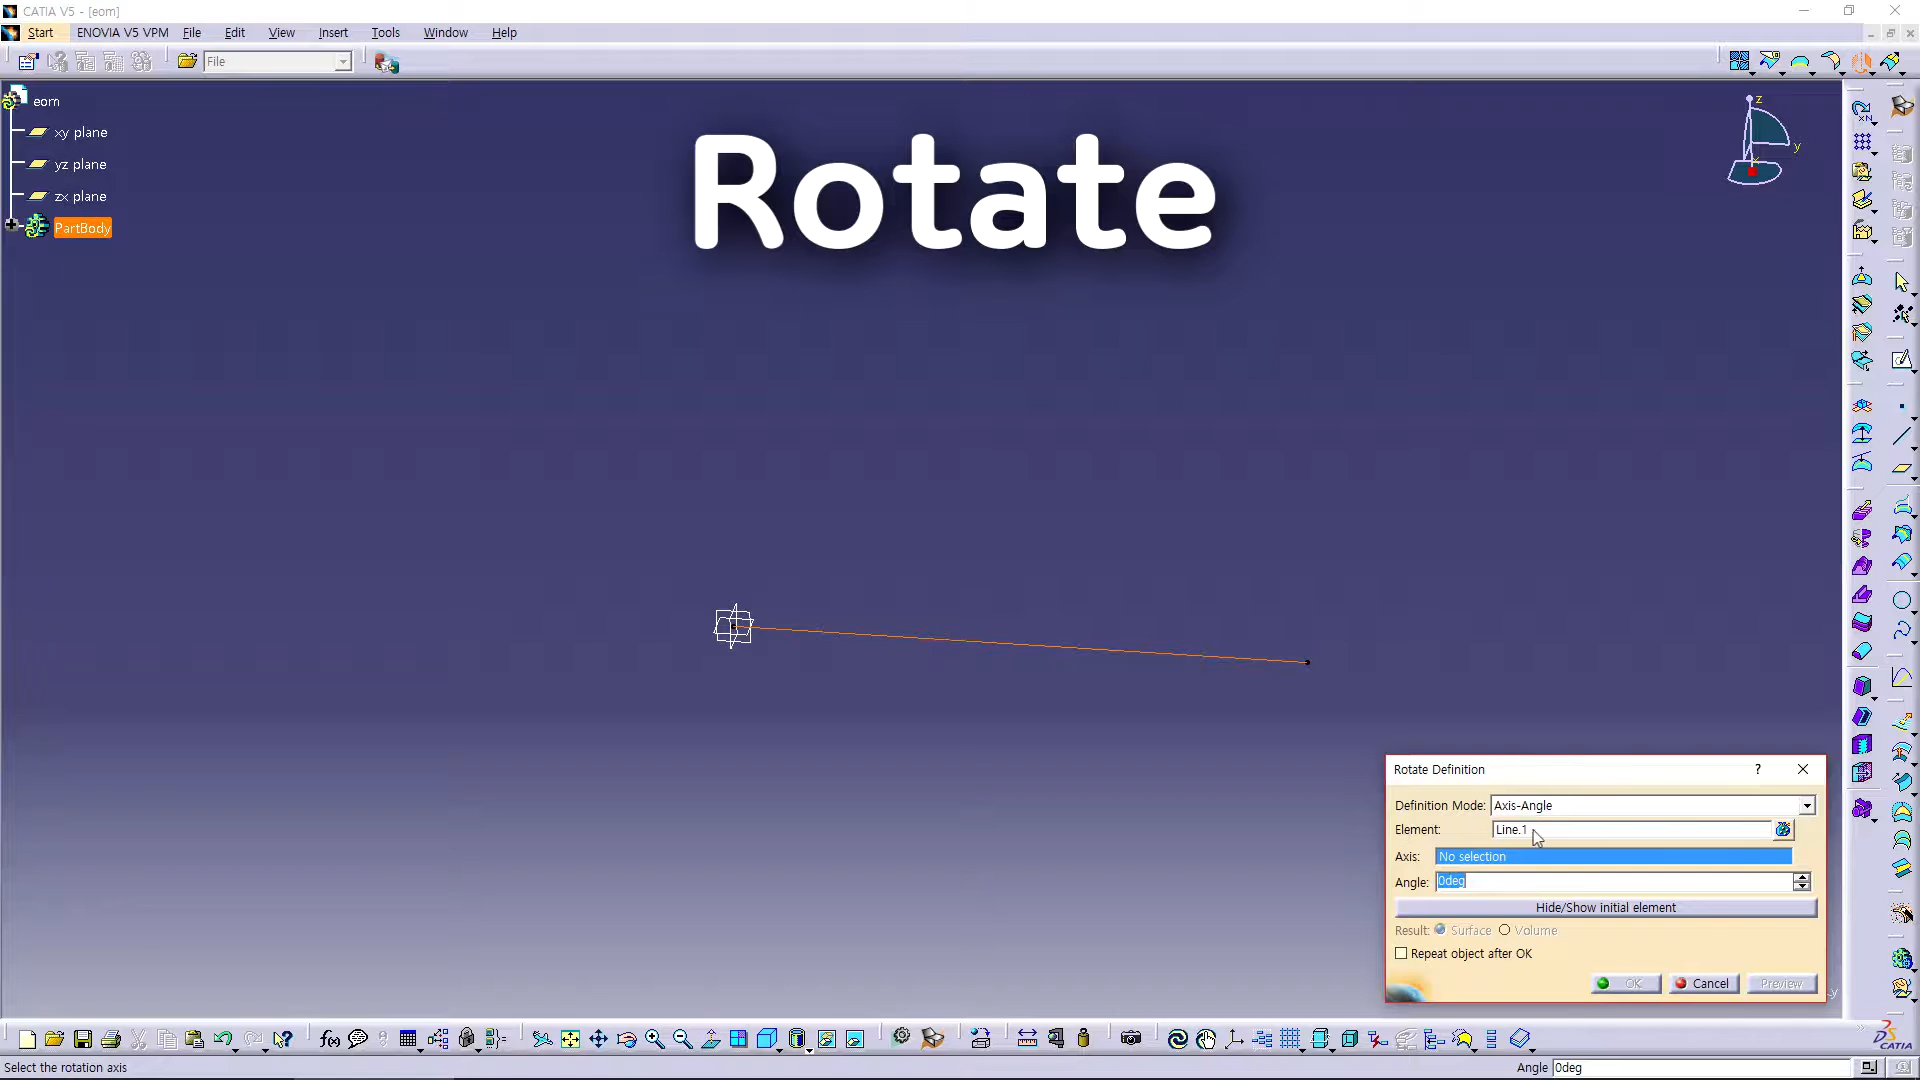 CATIA V5 - [eom]
Start ENOVIA V5 VPM File Edit View Insert Tools Window Help
File
eom
xy plane
yz plane
zx plane
PartBody
Rotate
z
y
x
Rotate Definition
?
Definition Mode: Axis-Angle
Element: Line.1
Axis: No selection
Angle: 0deg
Hide/Show initial element
Result: Surface Volume
Repeat object after OK
OK Cancel Preview
f(x)
CATIA
Select the rotation axis
Angle 0deg